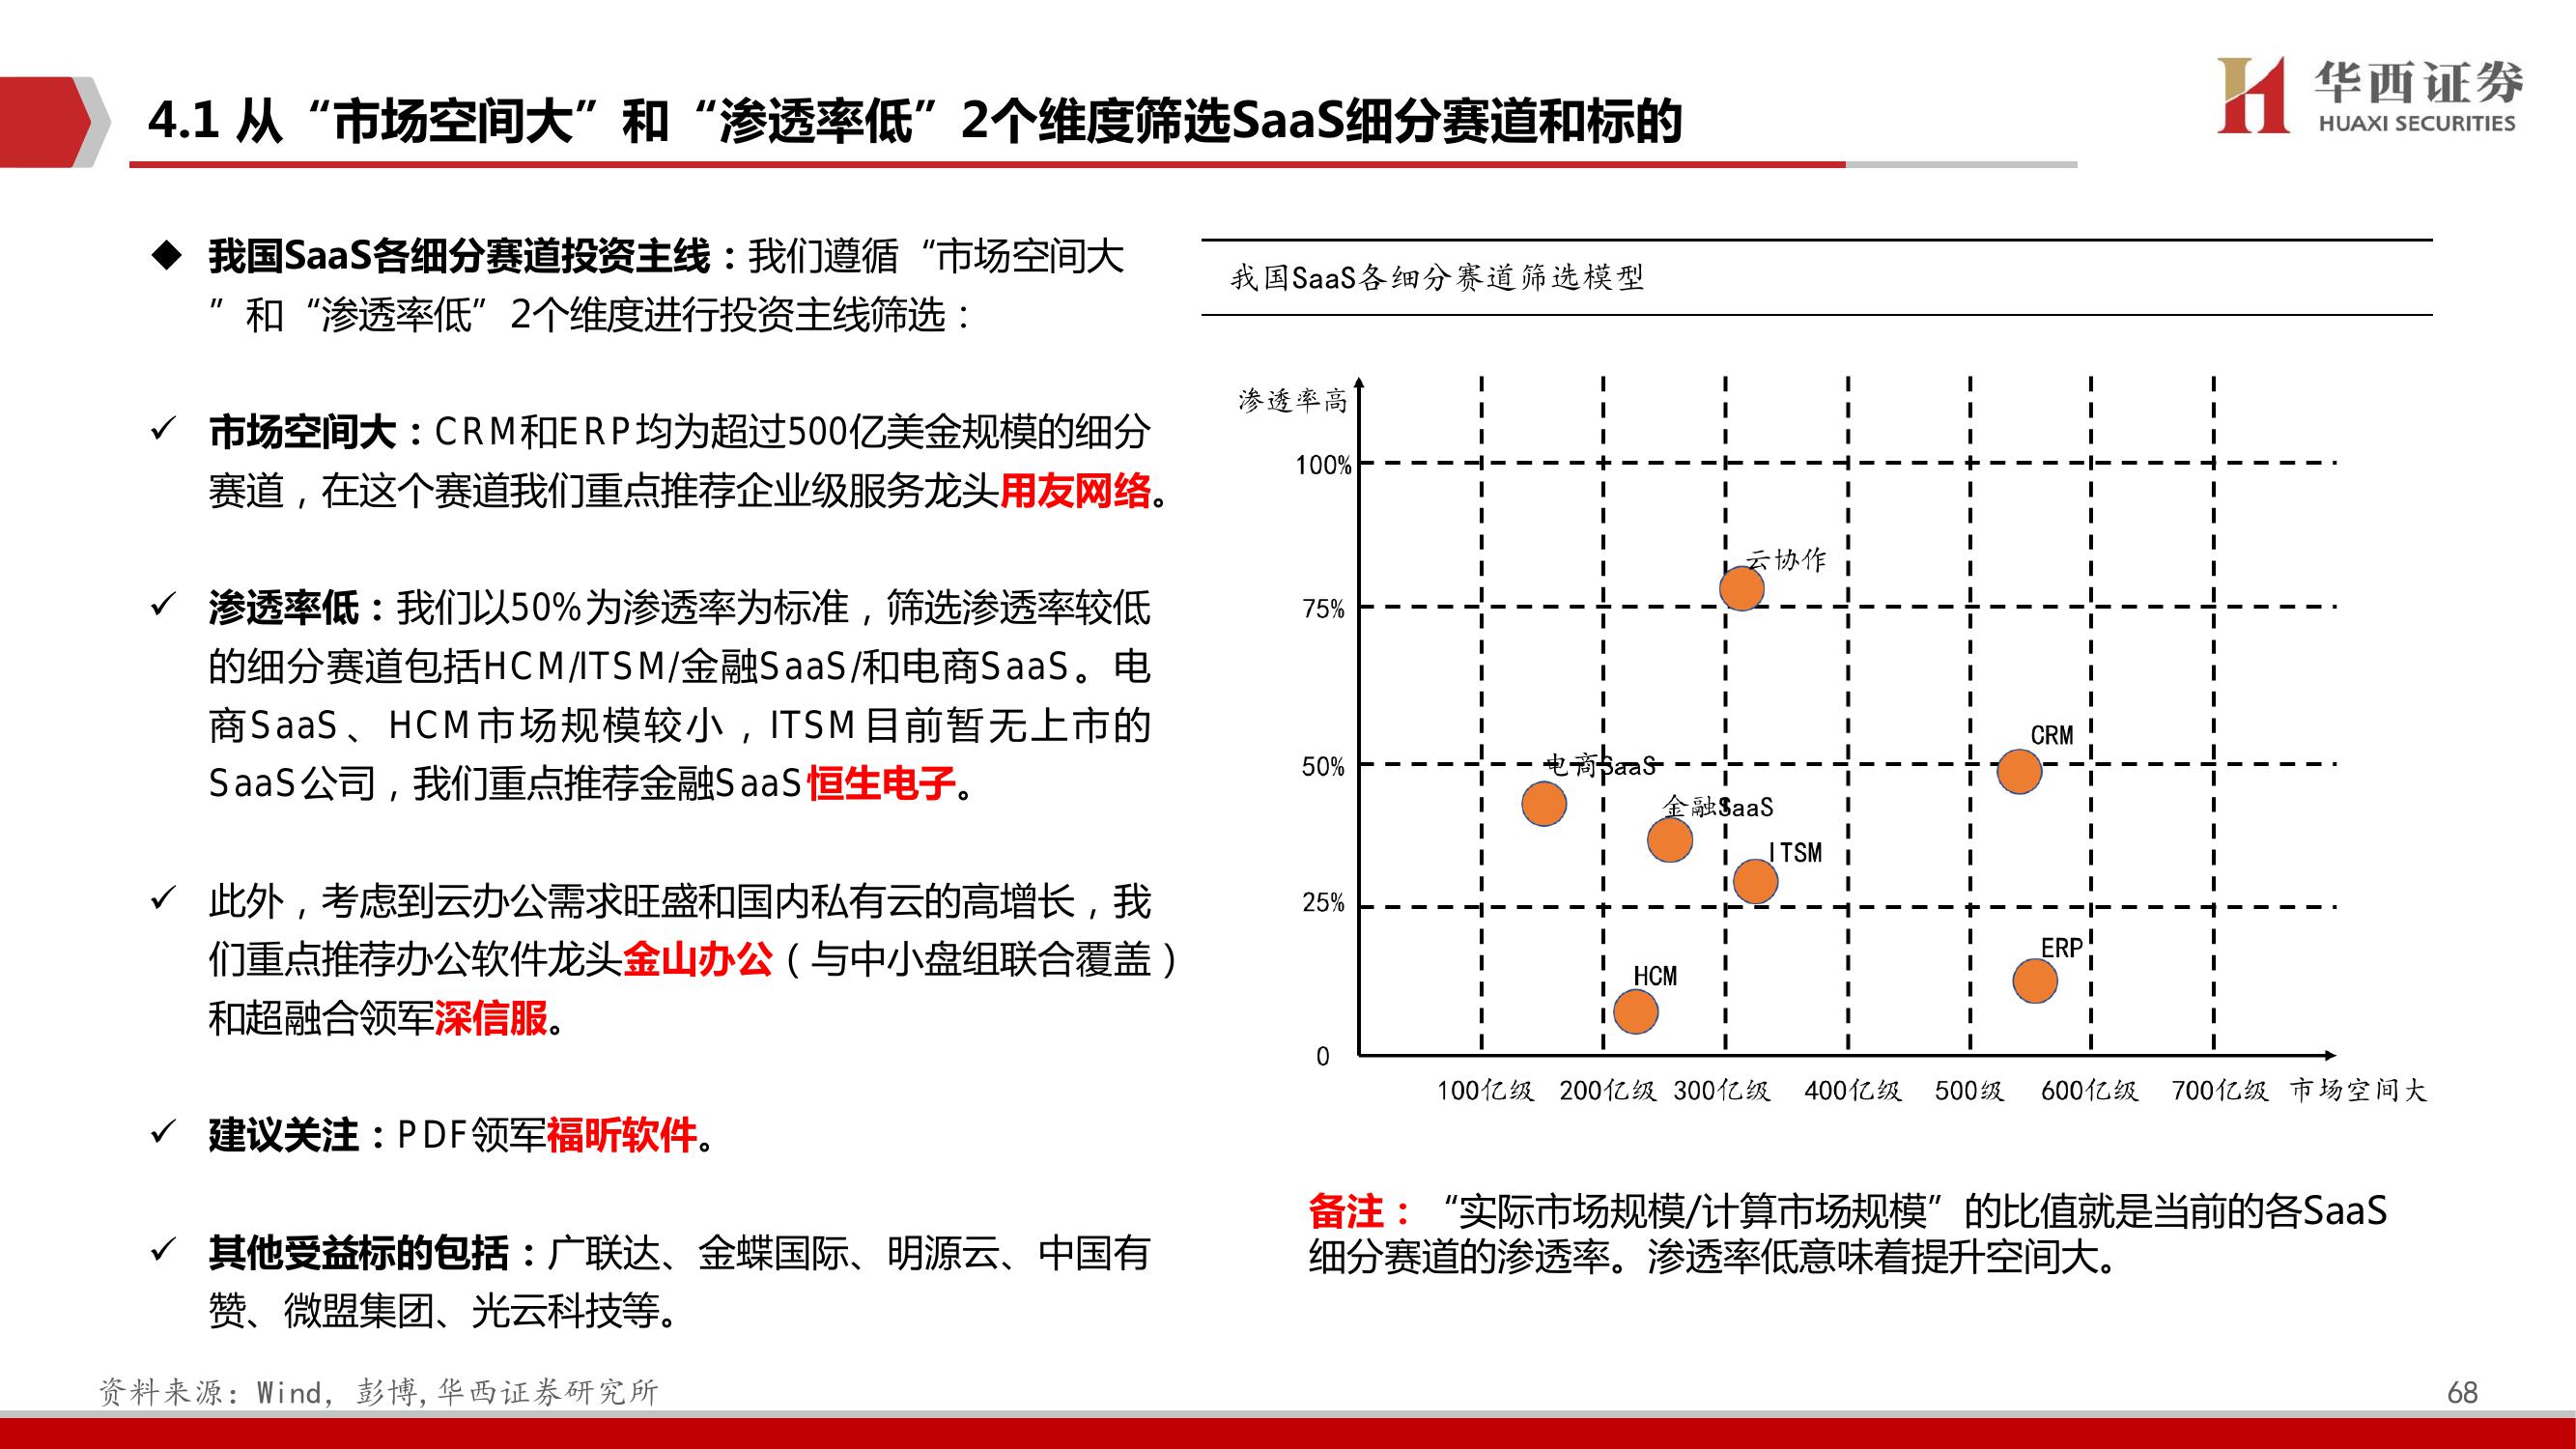 4.1 从“市场空间大”和“渗透率低”2个维度筛选SaaS细分赛道和标的
华西证券
HUAXI SECURITIES
◆ 我国SaaS各细分赛道投资主线：我们遵循“市场空间大
”和“渗透率低”2个维度进行投资主线筛选：
✓ 市场空间大：CRM和ERP均为超过500亿美金规模的细分
赛道，在这个赛道我们重点推荐企业级服务龙头用友网络。
✓ 渗透率低：我们以50%为渗透率为标准，筛选渗透率较低
的细分赛道包括HCM/ITSM/金融SaaS/和电商SaaS。电
商SaaS、HCM市场规模较小，ITSM目前暂无上市的
SaaS公司，我们重点推荐金融SaaS恒生电子。
✓ 此外，考虑到云办公需求旺盛和国内私有云的高增长，我
们重点推荐办公软件龙头金山办公（与中小盘组联合覆盖）
和超融合领军深信服。
✓ 建议关注：PDF领军福昕软件。
✓ 其他受益标的包括：广联达、金蝶国际、明源云、中国有
赞、微盟集团、光云科技等。
我国SaaS各细分赛道筛选模型
渗透率高
100%
云协作
75%
CRM
50%
电商SaaS
金融SaaS
ITSM
25%
ERP
HCM
0
100亿级 200亿级 300亿级 400亿级 500级 600亿级 700亿级 市场空间大
备注：“实际市场规模/计算市场规模”的比值就是当前的各SaaS
细分赛道的渗透率。渗透率低意味着提升空间大。
资料来源：Wind, 彭博,华西证券研究所
68